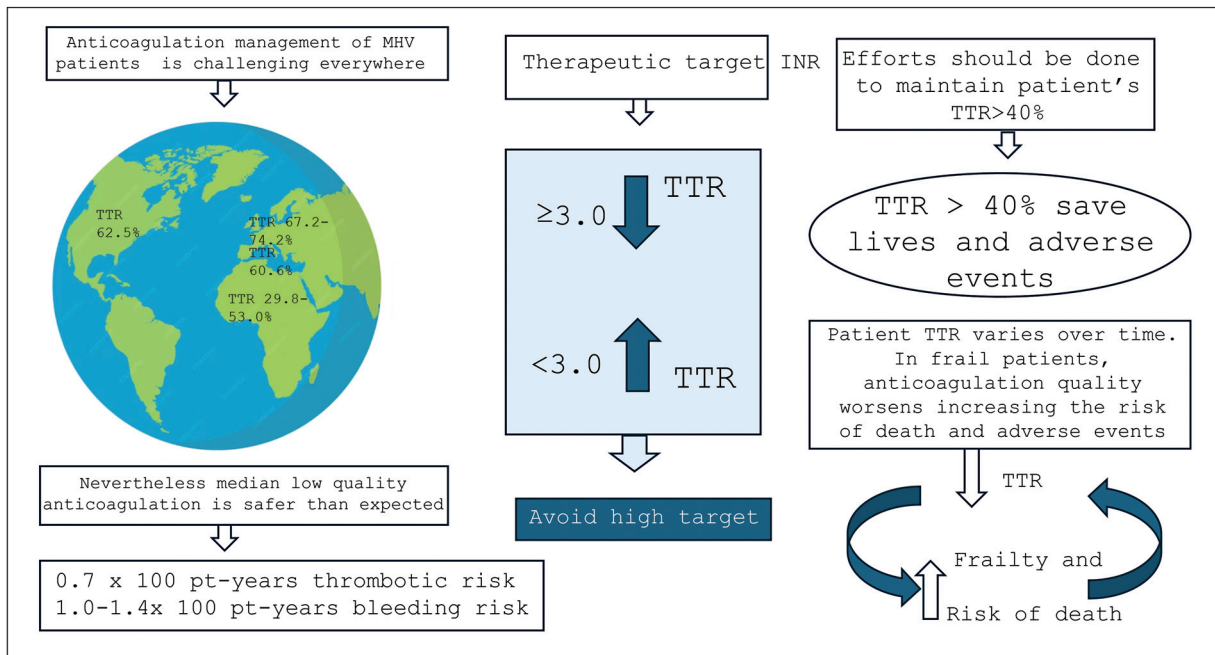 Anticoagulation management of MHV
patients is challenging everywhere
TTR
62.5%
TTR 67.2-
74.2%
TTR
60.6%
TTR 29.8-
53.0%
Nevertheless median low quality
anticoagulation is safer than expected
0.7 x 100 pt-years thrombotic risk
1.0-1.4x 100 pt-years bleeding risk
Therapeutic target INR
≥3.0
TTR
<3.0
TTR
Avoid high target
Efforts should be done
to maintain patient’s
TTR>40%
TTR > 40% save
lives and adverse
events
Patient TTR varies over time.
In frail patients,
anticoagulation quality
worsens increasing the risk
of death and adverse events
TTR
Frailty and
Risk of death